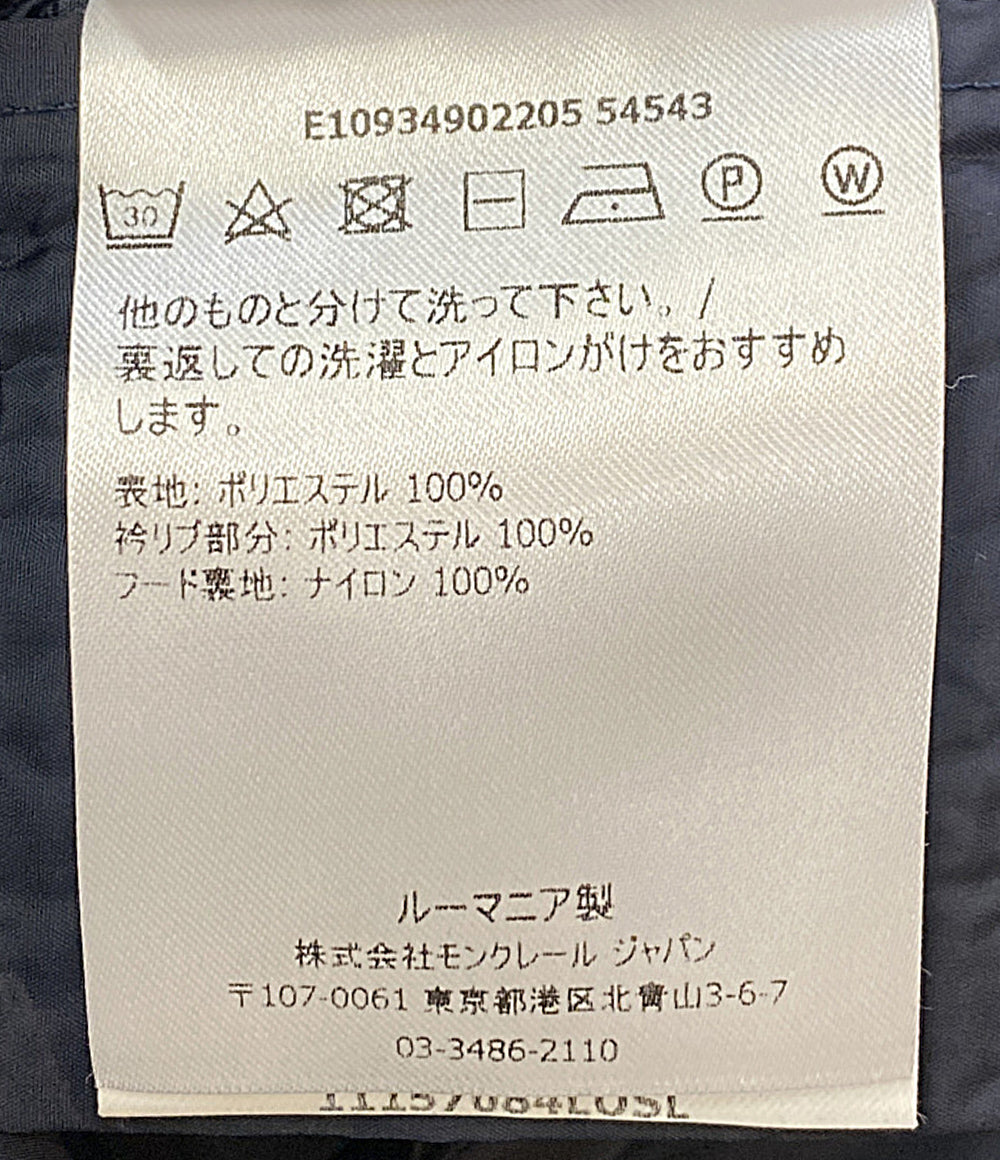 E10934902205 54543
30
P
W
他のものと分けて洗って下さい。/
裏返しての洗濯とアイロンがけをおすすめ
します。
表地: ポリエステル 100%
衿リブ部分: ポリエステル 100%
フード裏地: ナイロン 100%
ルーマニア製
株式会社モンクレール ジャパン
〒107-0061 東京都港区北青山3-6-7
03-3486-2110